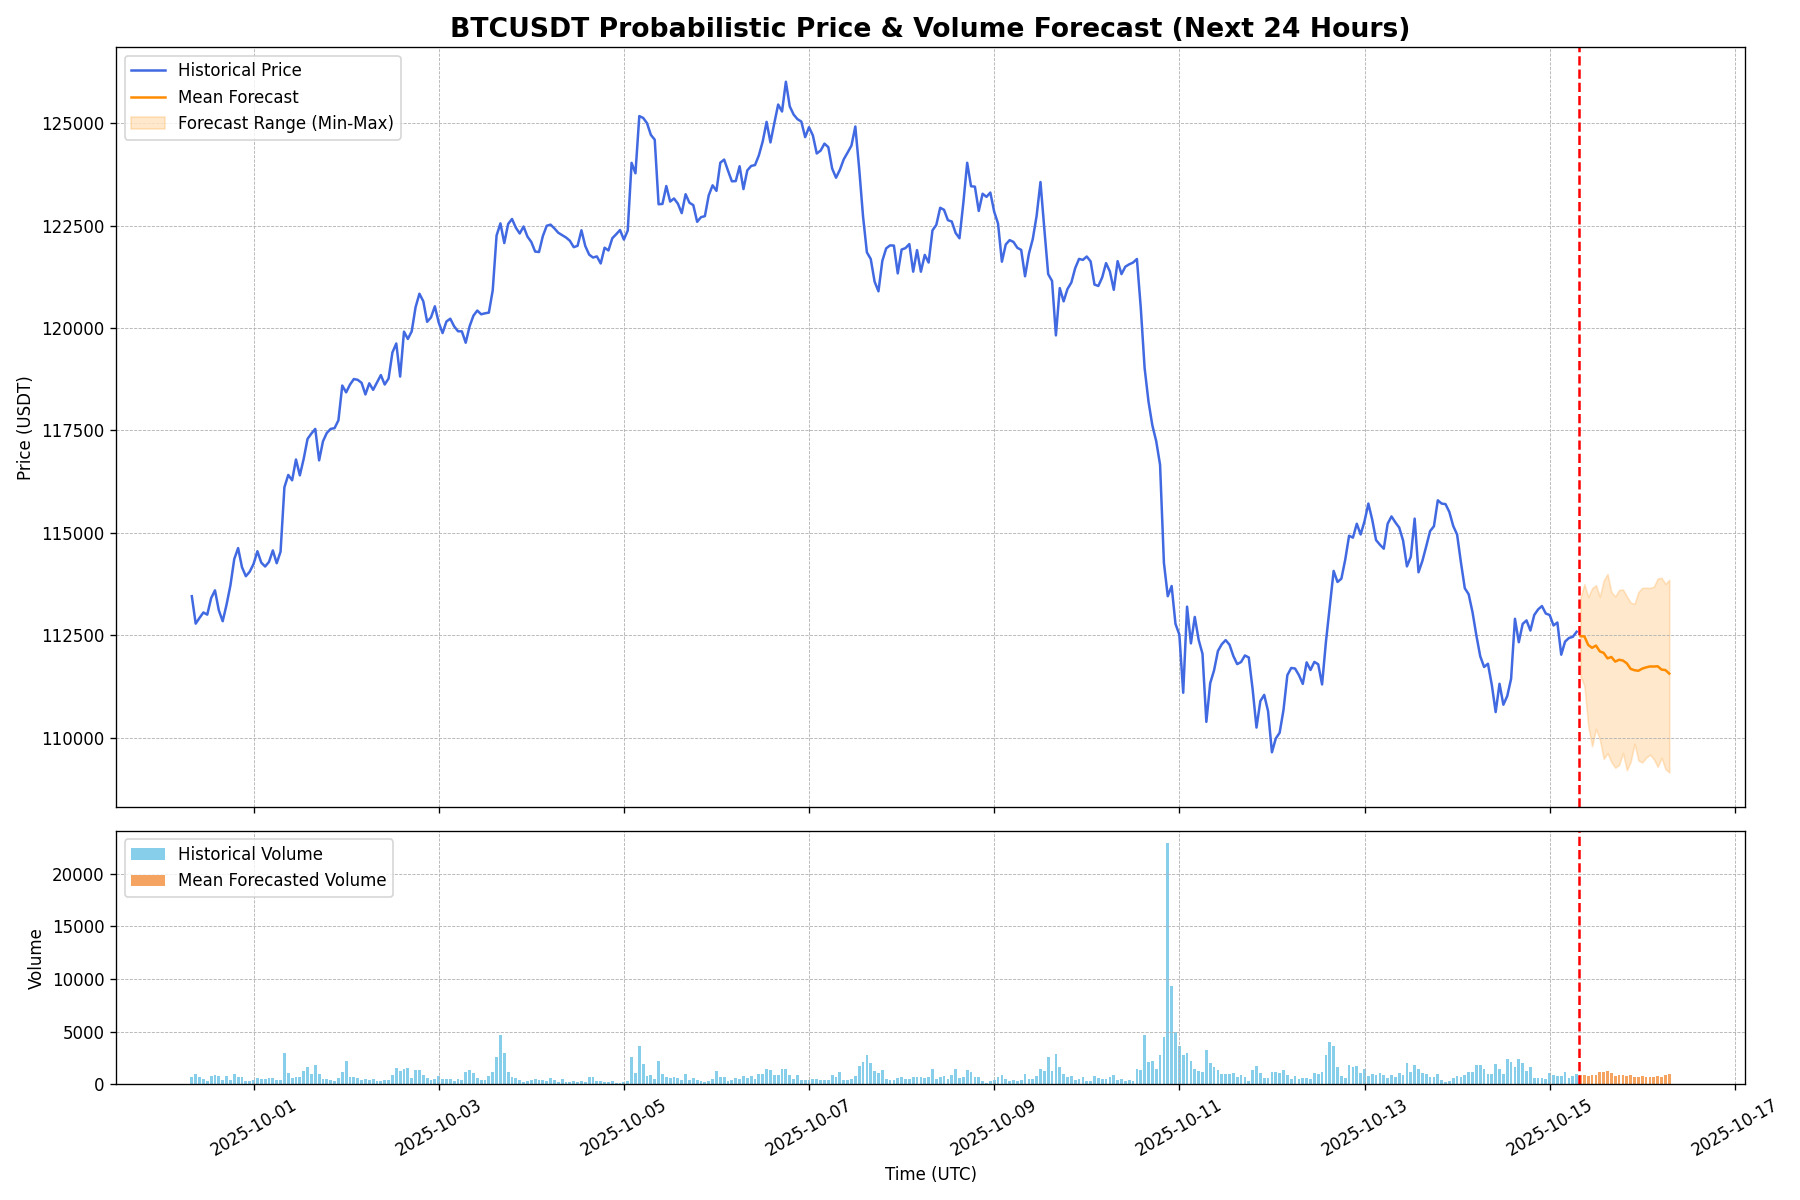 BTCUSDT Probabilistic Price & Volume Forecast (Next 24 Hours)
Historical Price
Mean Forecast
Forecast Range (Min-Max)
125000
122500
120000
117500
115000
112500
110000
Price (USDT)
Historical Volume
Mean Forecasted Volume
20000
15000
10000
5000
0
Volume
2025-10-01
2025-10-03
2025-10-05
2025-10-07
2025-10-09
2025-10-11
2025-10-13
2025-10-15
2025-10-17
Time (UTC)